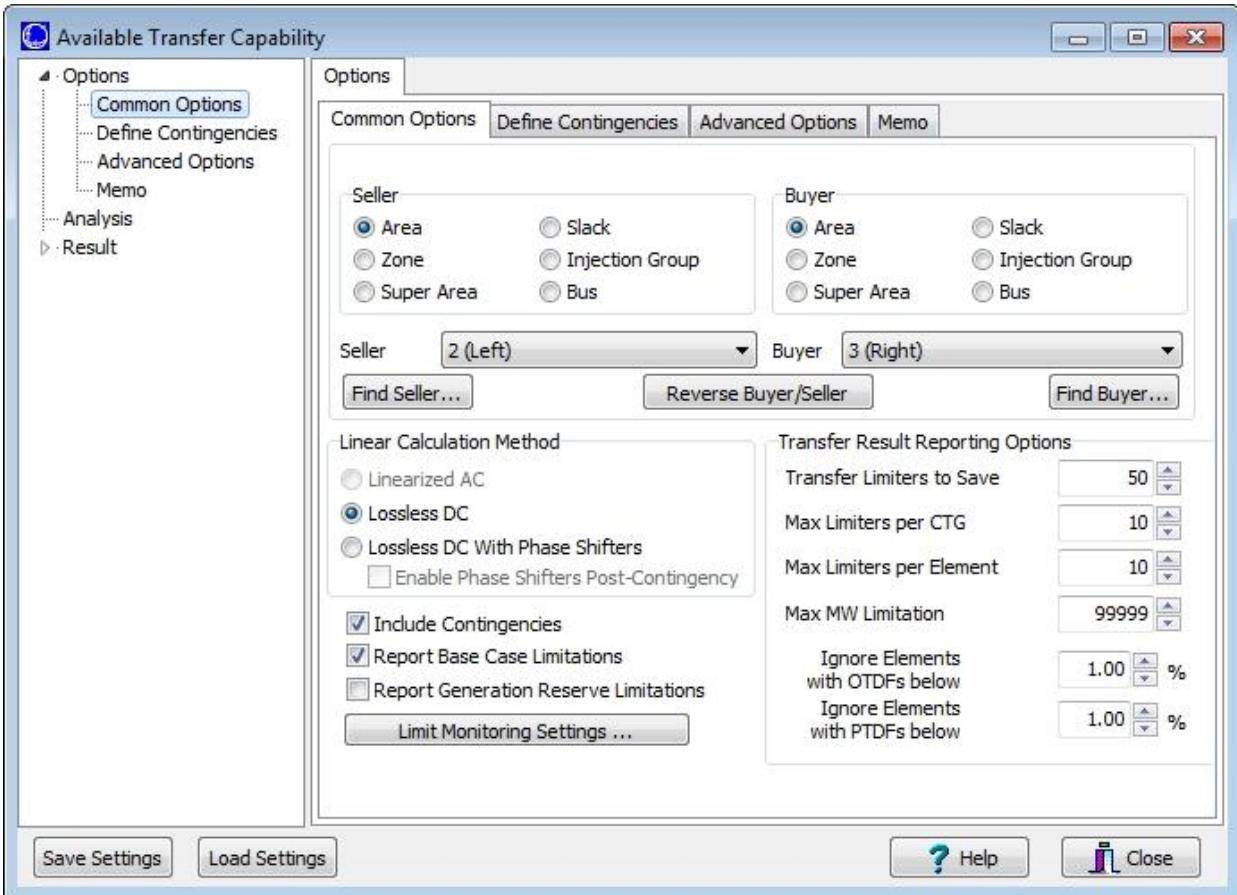 Available Transfer Capability
Options
Common Options
Define Contingencies
Advanced Options
Memo
Analysis
Result
Options
Common Options Define Contingencies Advanced Options Memo
Seller
Area Slack
Zone Injection Group
Super Area Bus
Buyer
Area Slack
Zone Injection Group
Super Area Bus
Seller 2 (Left) Buyer 3 (Right)
Find Seller... Reverse Buyer/Seller Find Buyer...
Linear Calculation Method
Linearized AC
Lossless DC
Lossless DC With Phase Shifters
Enable Phase Shifters Post-Contingency
Include Contingencies
Report Base Case Limitations
Report Generation Reserve Limitations
Limit Monitoring Settings ...
Transfer Result Reporting Options
Transfer Limiters to Save 50
Max Limiters per CTG 10
Max Limiters per Element 10
Max MW Limitation 99999
Ignore Elements
with OTDFs below 1.00 %
Ignore Elements
with PTDFs below 1.00 %
Save Settings Load Settings ? Help Close